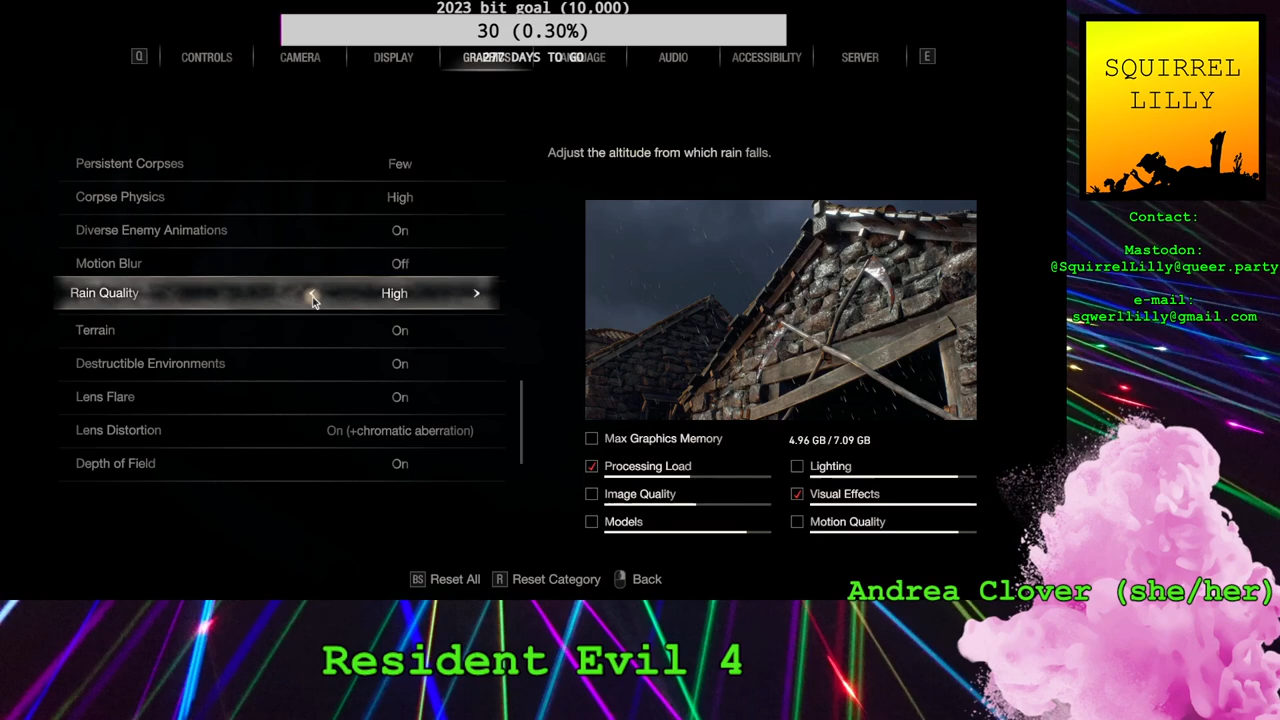 2023 bit goal (10,000)
30 (0.30%)
277 DAYS TO GO
Q CONTROLS CAMERA DISPLAY GRAPHICS LANGUAGE AUDIO ACCESSIBILITY SERVER E
Persistent Corpses Few
Corpse Physics High
Diverse Enemy Animations On
Motion Blur Off
Rain Quality High
Terrain On
Destructible Environments On
Lens Flare On
Lens Distortion On (+chromatic aberration)
Depth of Field On
Adjust the altitude from which rain falls.
Max Graphics Memory 4.96 GB / 7.09 GB
Processing Load Lighting
Image Quality Visual Effects
Models Motion Quality
BS Reset All R Reset Category Back
SQUIRREL
LILLY
Contact:
Mastodon:
@SquirrelLilly@queer.party
e-mail:
sqwerllilly@gmail.com
Andrea Clover (she/her)
Resident Evil 4